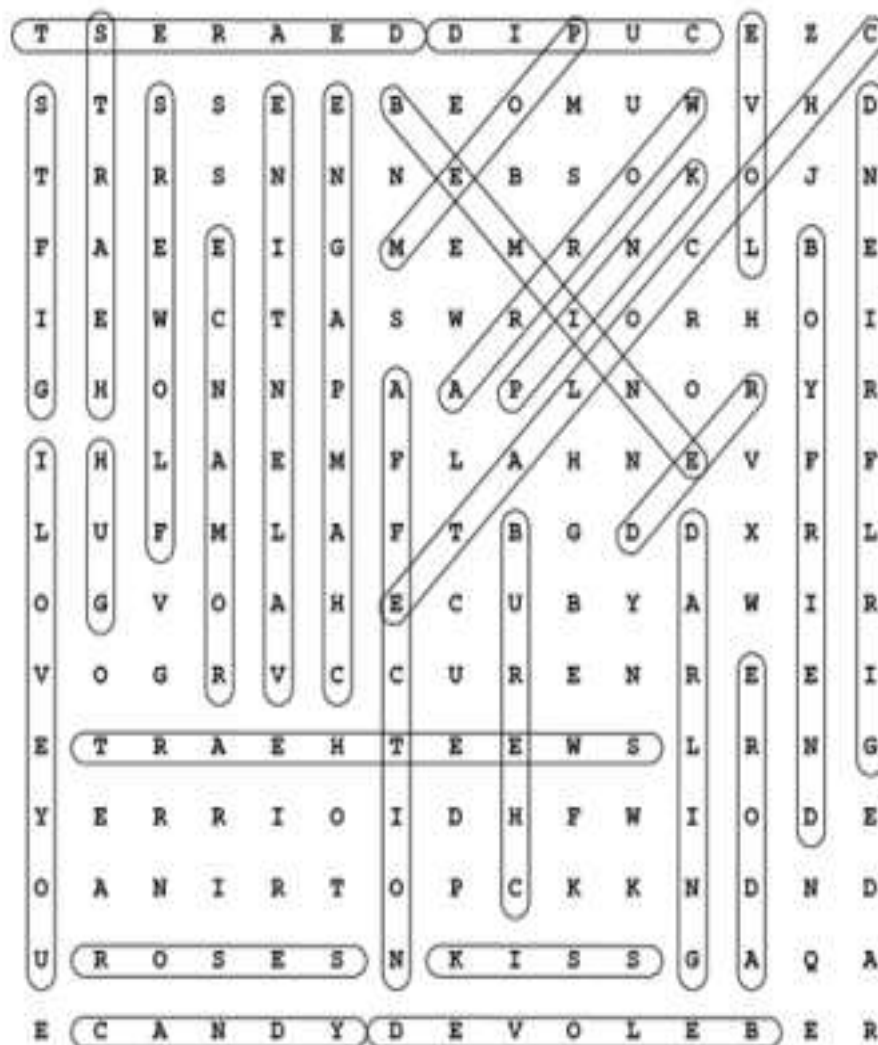 T S E R A E D D I P U C E Z C
S T S S E E B E O M U W V H D
T R R S N N N E B S O K O J N
F A E E I G M E M R N C L B E
I E W C T A S W R I O R H O I
G H O N N P A A P L N O R Y R
I H L A E M F L A H N E V F F
L U F M L A F T B G D D X R L
O G V O A H E C U B Y A W I R
V O G R V C C U R E N R E E I
E T R A E H T E E W S L R N G
Y E R R I O I D H F W I O D E
O A N I R T O P C K K N D N D
U R O S E S N K I S S G A Q A
E C A N D Y D E V O L E B E R